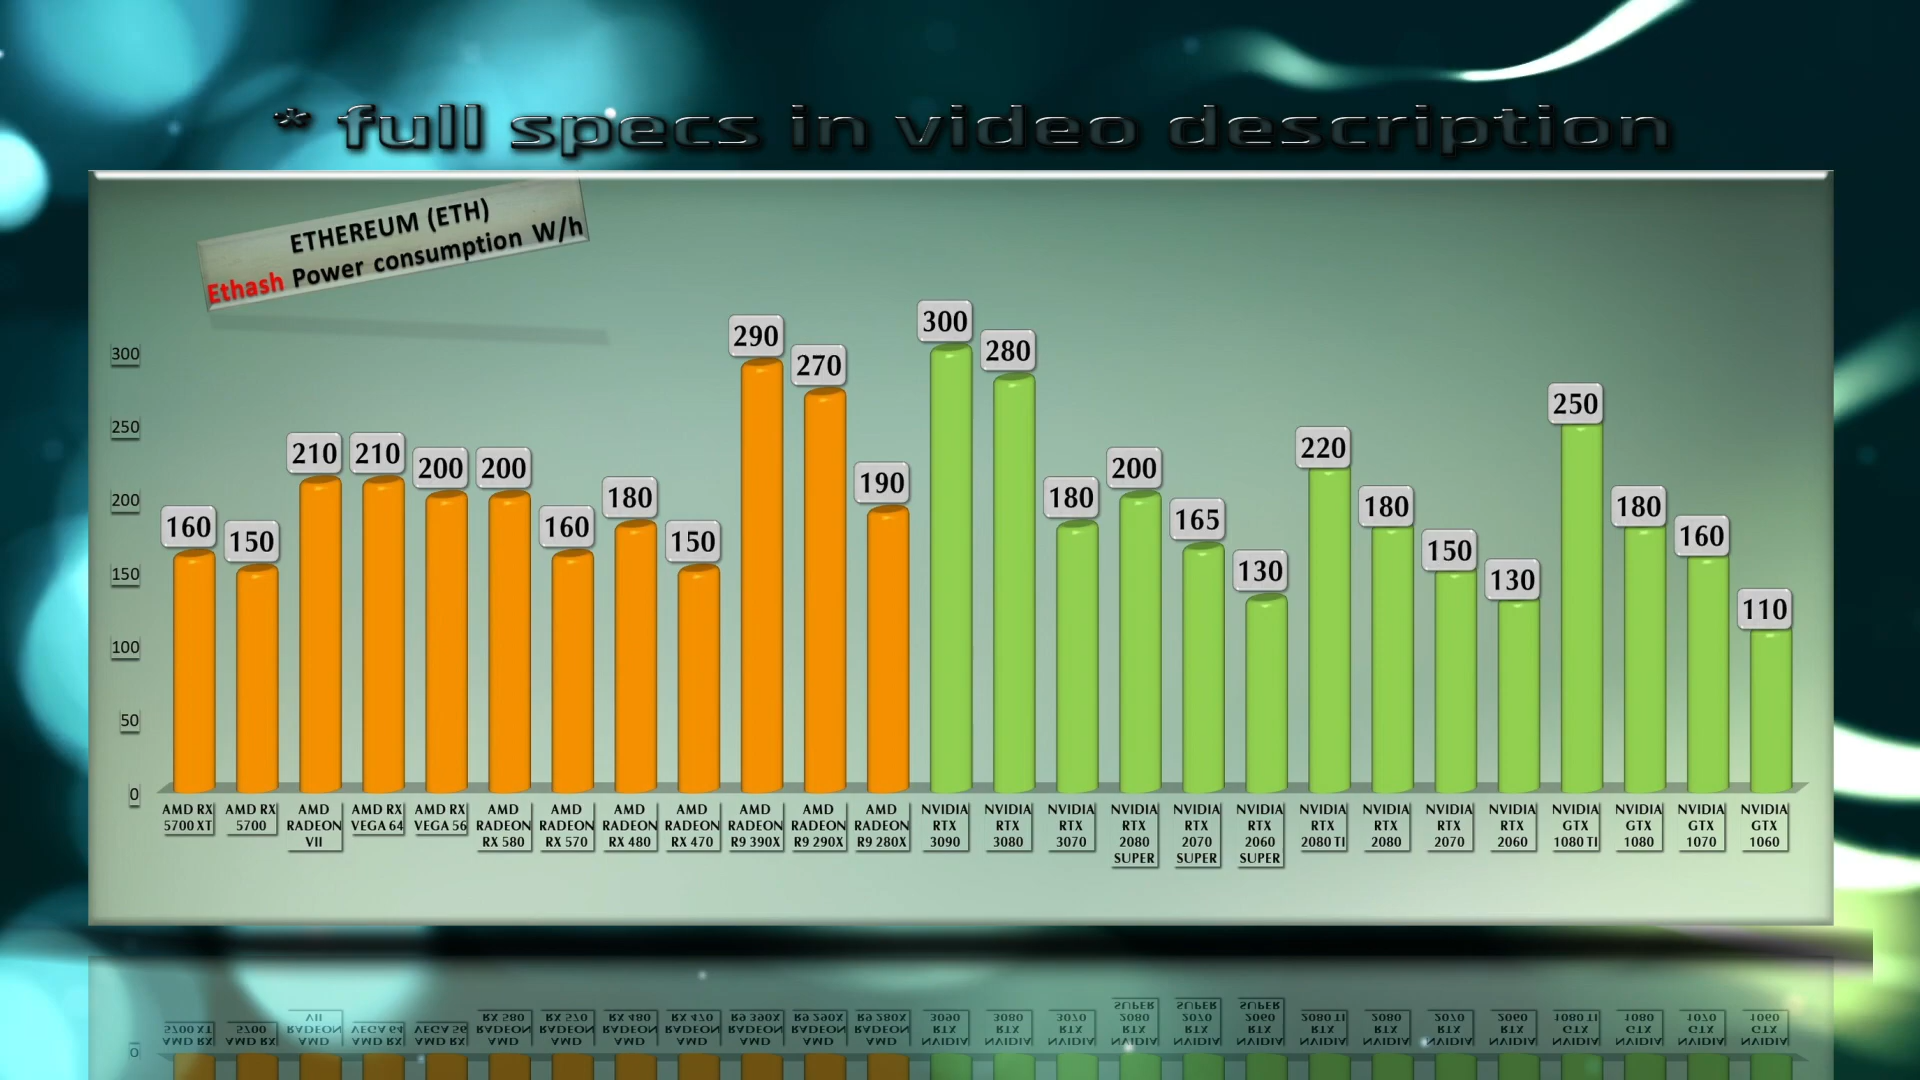 * full specs in video description
ETHEREUM (ETH)
Ethash Power consumption W/h
300
250
200
150
100
50
0
160
150
210
210
200
200
160
180
150
290
270
190
300
280
180
200
165
130
220
180
150
130
250
180
160
110
AMD RX
5700 XT
AMD RX
5700
AMD
RADEON
VII
AMD RX
VEGA 64
AMD RX
VEGA 56
AMD
RADEON
RX 580
AMD
RADEON
RX 570
AMD
RADEON
RX 480
AMD
RADEON
RX 470
AMD
RADEON
R9 390X
AMD
RADEON
R9 290X
AMD
RADEON
R9 280X
NVIDIA
RTX
3090
NVIDIA
RTX
3080
NVIDIA
RTX
3070
NVIDIA
RTX
2080
SUPER
NVIDIA
RTX
2070
SUPER
NVIDIA
RTX
2060
SUPER
NVIDIA
RTX
2080 TI
NVIDIA
RTX
2080
NVIDIA
RTX
2070
NVIDIA
RTX
2060
NVIDIA
GTX
1080 TI
NVIDIA
GTX
1080
NVIDIA
GTX
1070
NVIDIA
GTX
1060